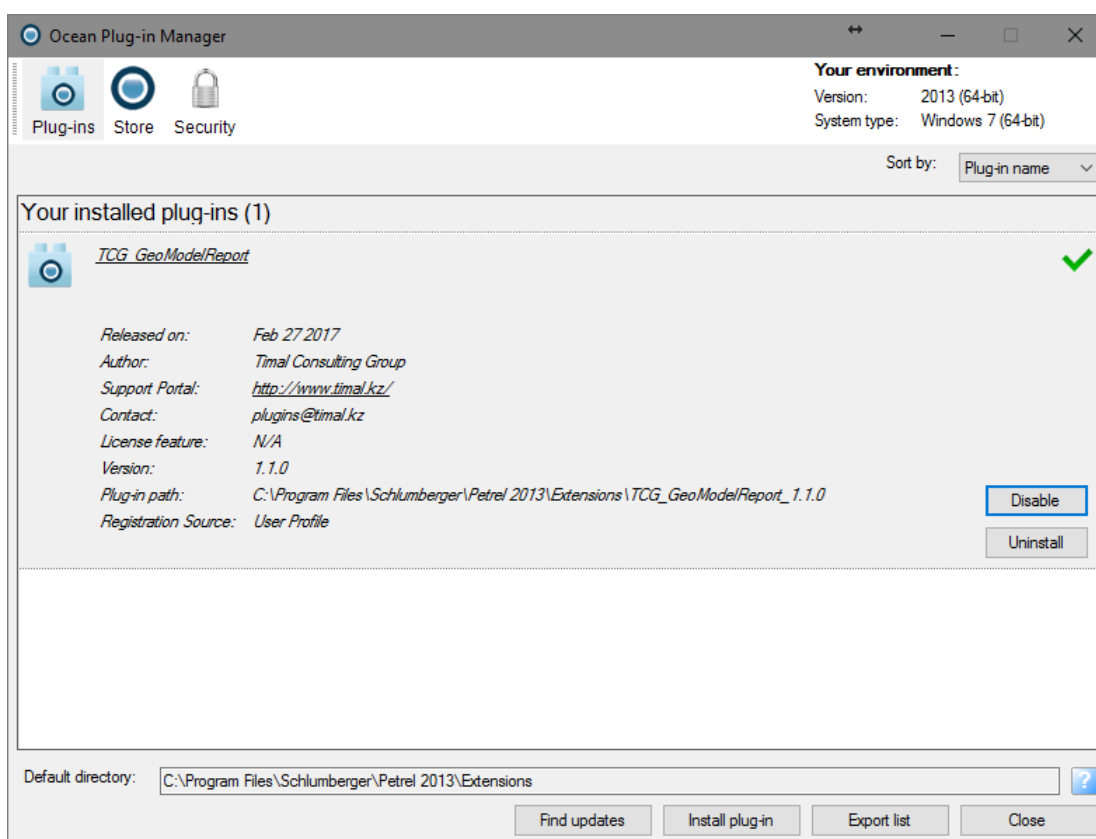 Ocean Plug-in Manager
Plug-ins
Store
Security
Your environment:
Version: 2013 (64-bit)
System type: Windows 7 (64-bit)
Sort by: Plug-in name
Your installed plug-ins (1)
TCG_GeoModelReport
Released on: Feb 27 2017
Author: Timal Consulting Group
Support Portal: http://www.timal.kz/
Contact: plugins@timal.kz
License feature: N/A
Version: 1.1.0
Plug-in path: C:\Program Files\Schlumberger\Petrel 2013\Extensions\TCG_GeoModelReport_1.1.0
Registration Source: User Profile
Disable
Uninstall
Default directory: C:\Program Files\Schlumberger\Petrel 2013\Extensions
?
Find updates
Install plug-in
Export list
Close